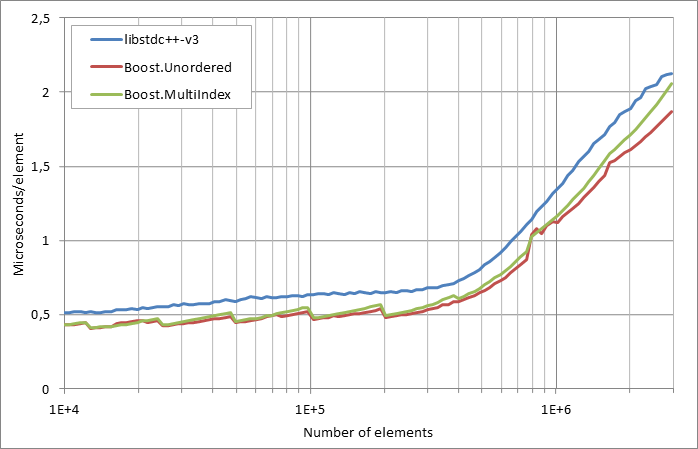 2,5
2
1,5
1
0,5
0
Microseconds/element
libstdc++-v3
Boost.Unordered
Boost.MultiIndex
1E+4
1E+5
1E+6
Number of elements